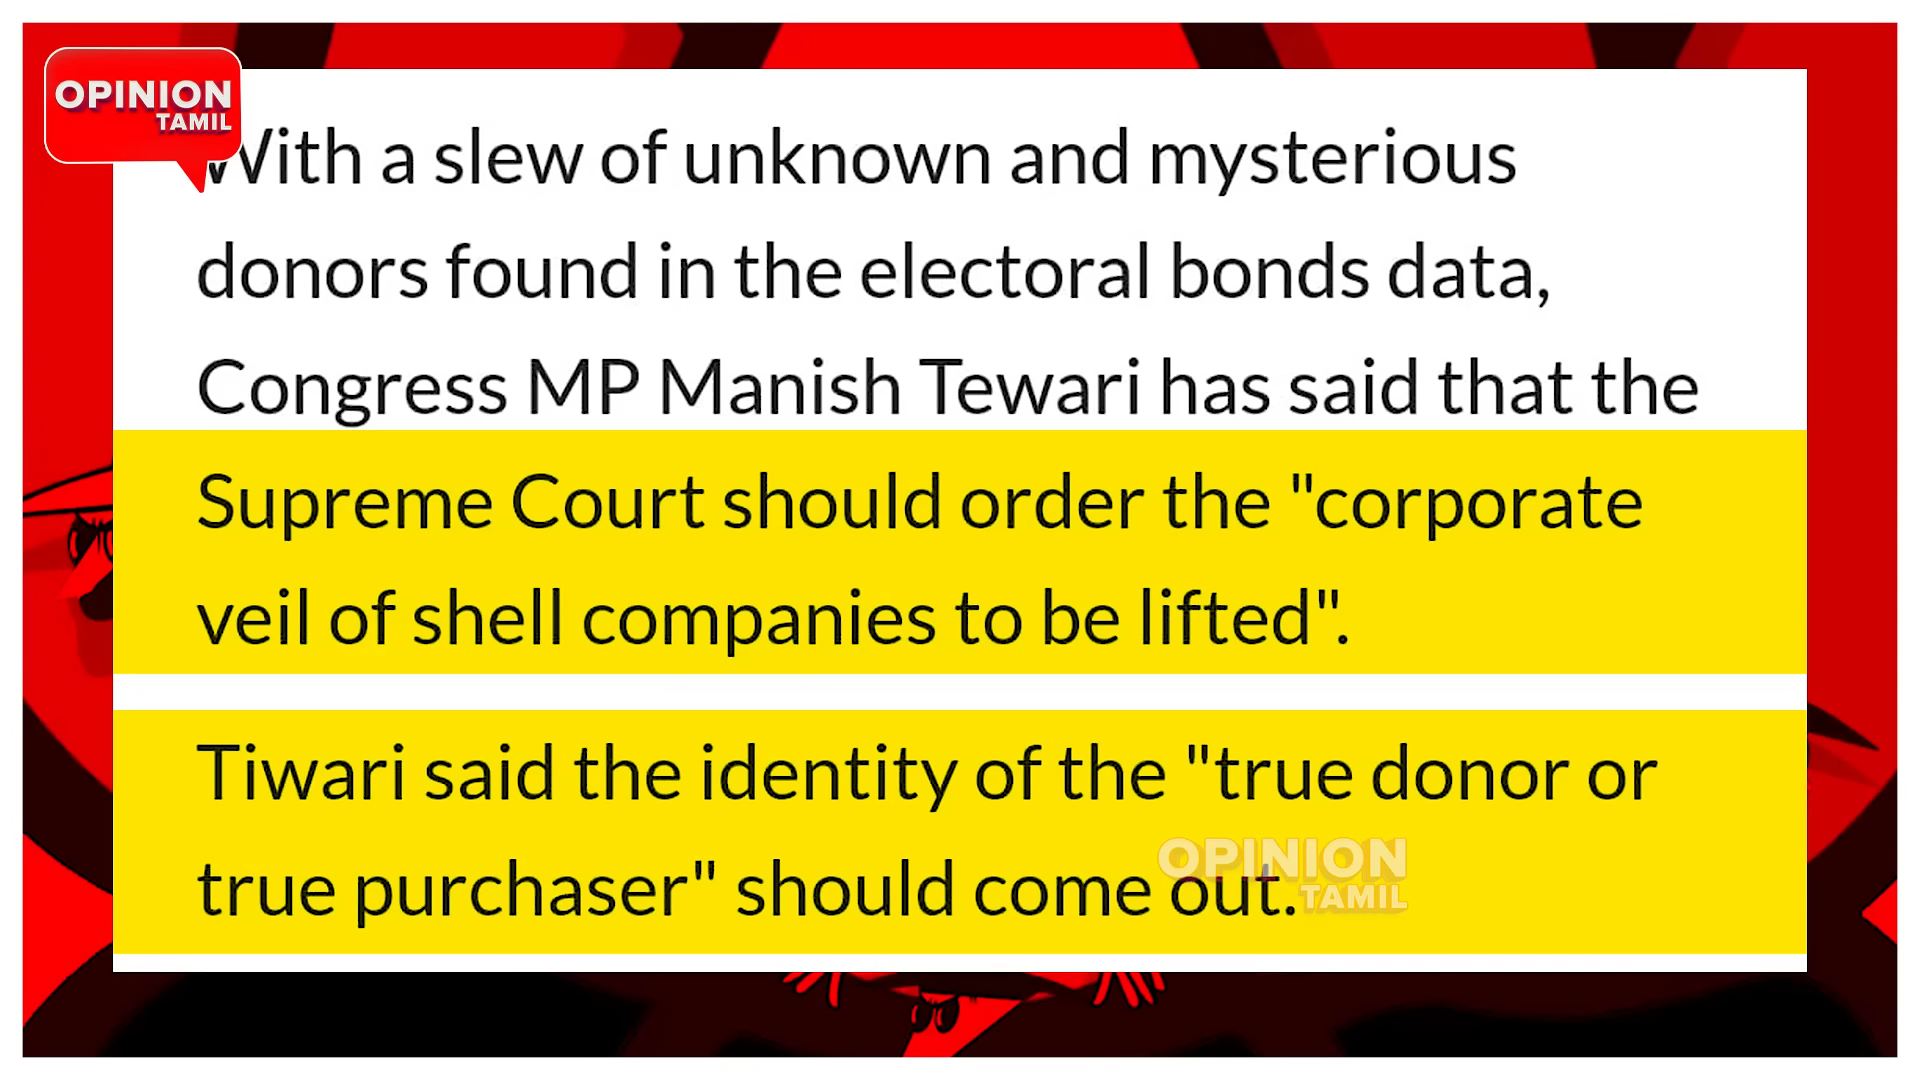 OPINION
TAMIL
With a slew of unknown and mysterious
donors found in the electoral bonds data,
Congress MP Manish Tewari has said that the
Supreme Court should order the "corporate
veil of shell companies to be lifted".
Tiwari said the identity of the "true donor or
true purchaser" should come out.
OPINION
TAMIL